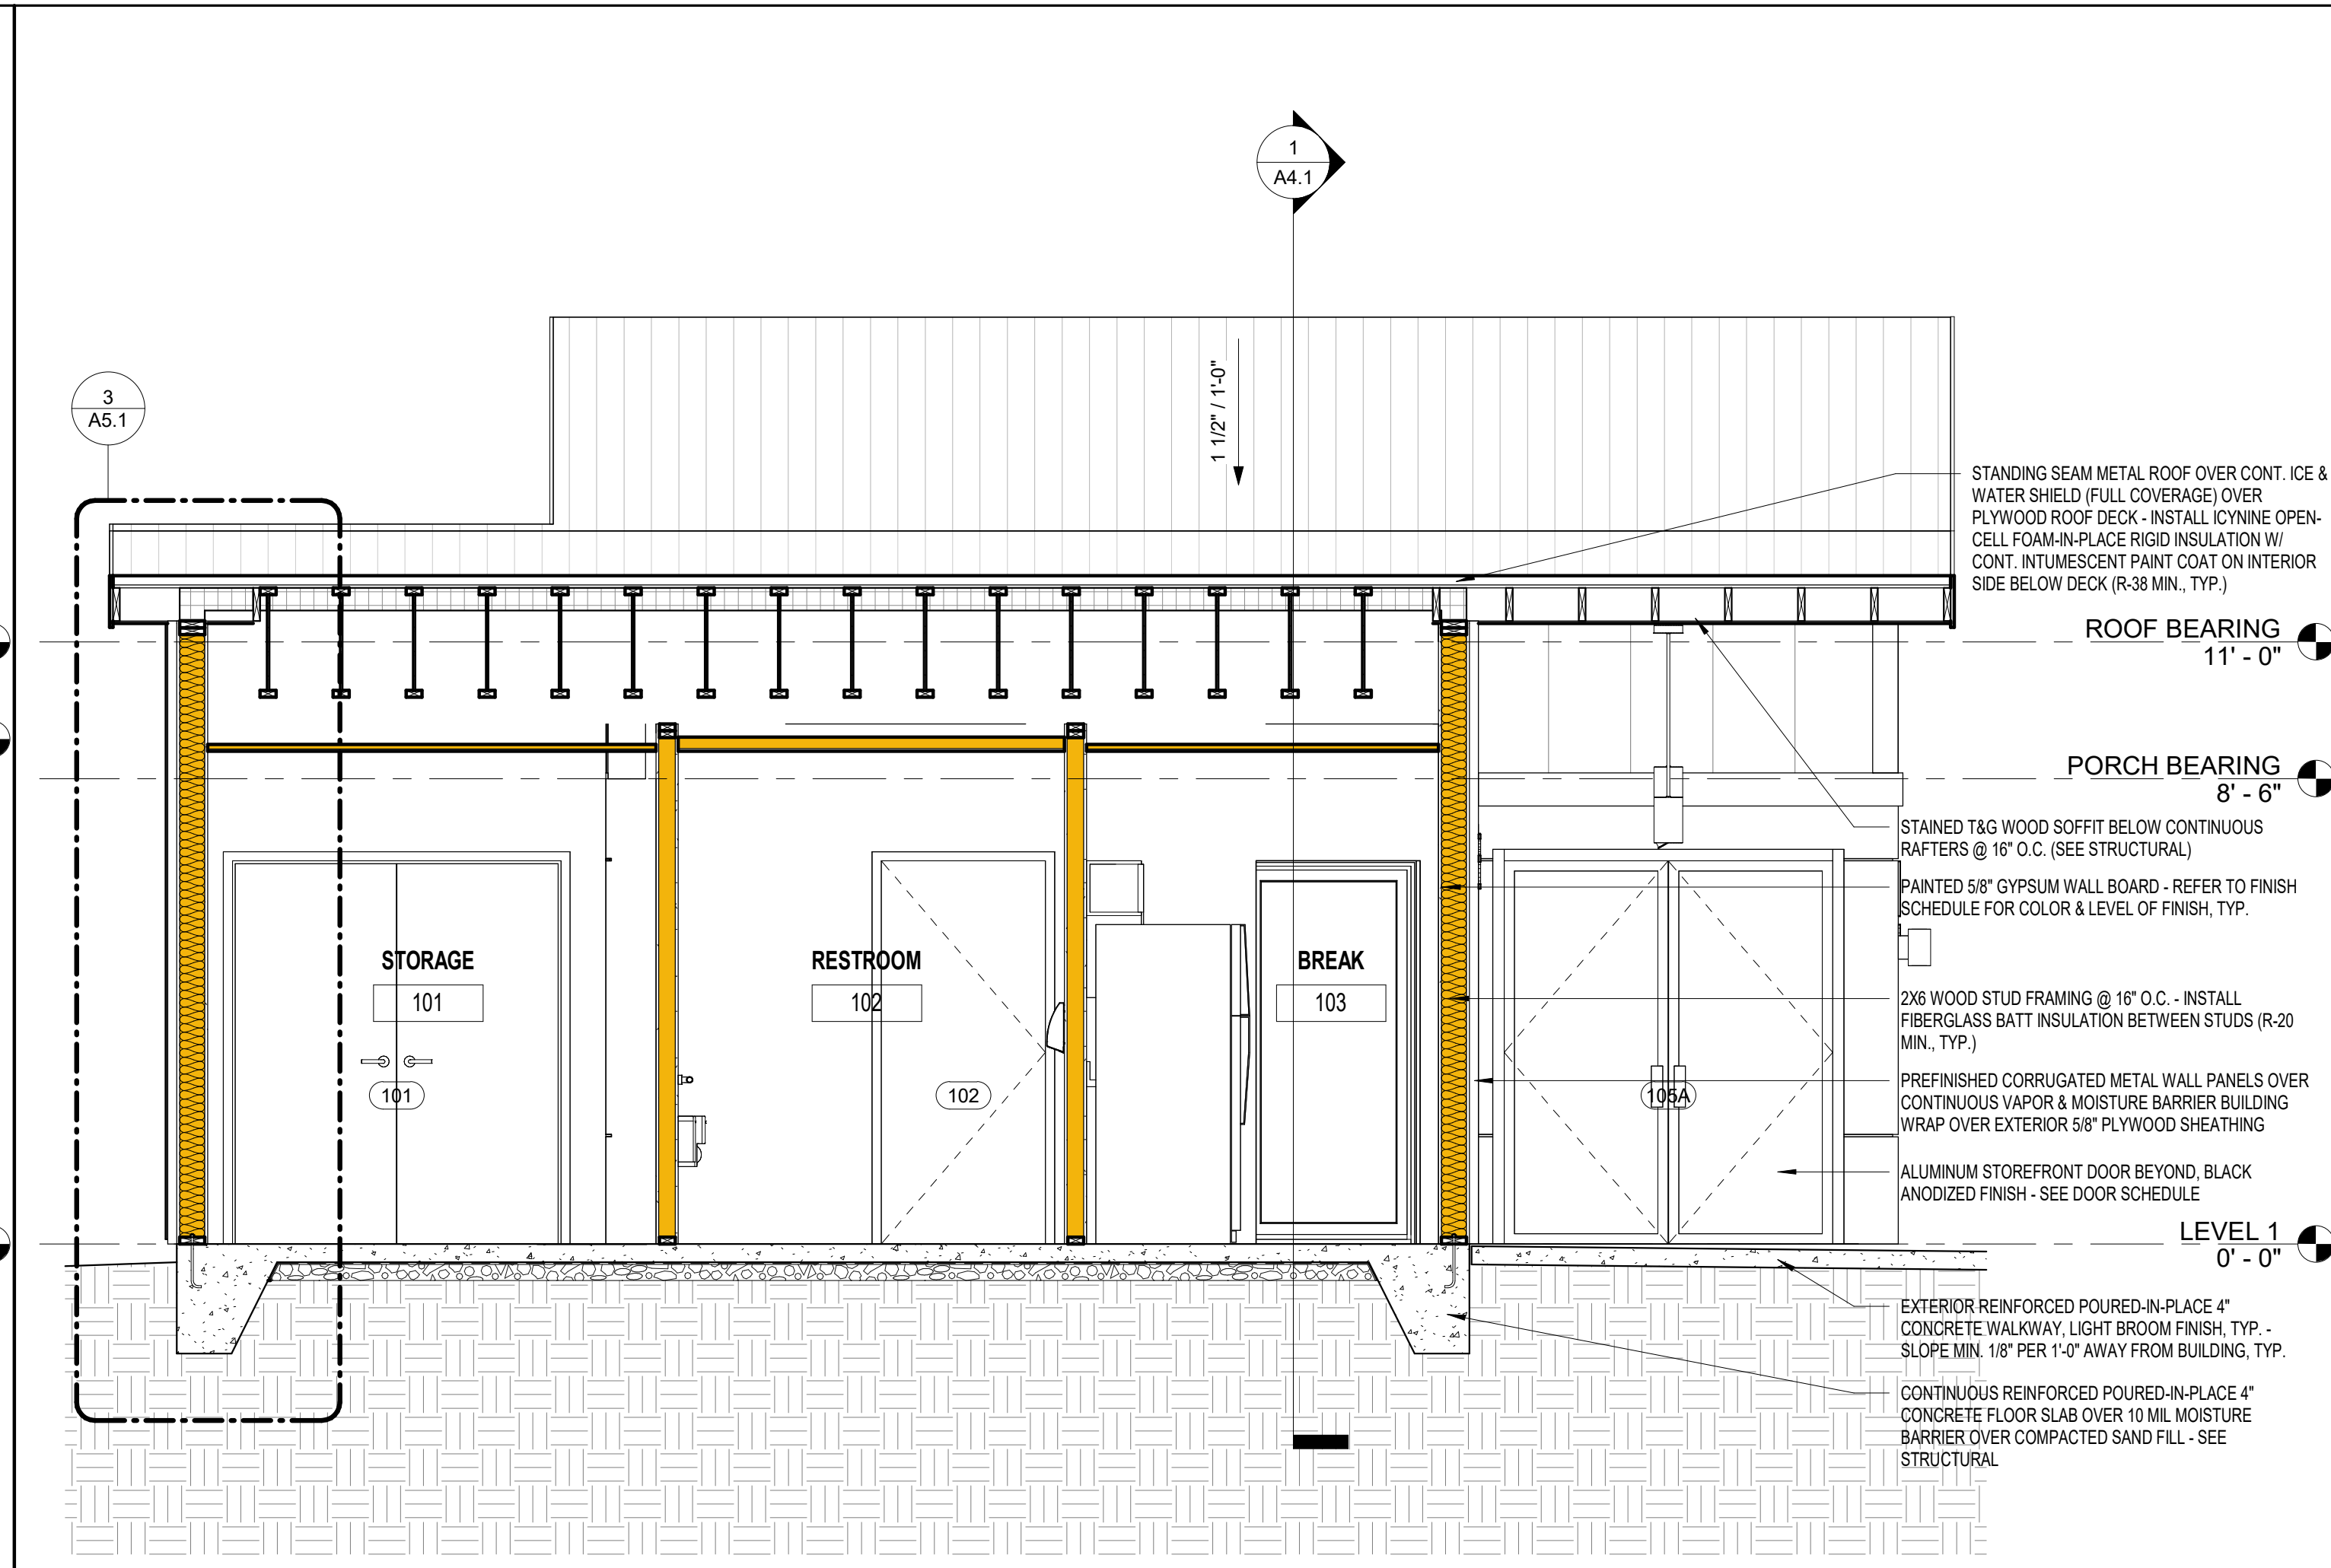 1
A4.1
3
A5.1
1 1/2" / 1'-0"
STANDING SEAM METAL ROOF OVER CONT. ICE &
WATER SHIELD (FULL COVERAGE) OVER
PLYWOOD ROOF DECK - INSTALL ICYNINE OPEN-
CELL FOAM-IN-PLACE RIGID INSULATION W/
CONT. INTUMESCENT PAINT COAT ON INTERIOR
SIDE BELOW DECK (R-38 MIN., TYP.)
ROOF BEARING
11' - 0"
PORCH BEARING
8' - 6"
STAINED T&G WOOD SOFFIT BELOW CONTINUOUS
RAFTERS @ 16" O.C. (SEE STRUCTURAL)
PAINTED 5/8" GYPSUM WALL BOARD - REFER TO FINISH
SCHEDULE FOR COLOR & LEVEL OF FINISH, TYP.
STORAGE
101
RESTROOM
102
BREAK
103
2X6 WOOD STUD FRAMING @ 16" O.C. - INSTALL
FIBERGLASS BATT INSULATION BETWEEN STUDS (R-20
MIN., TYP.)
101
102
105A
PREFINISHED CORRUGATED METAL WALL PANELS OVER
CONTINUOUS VAPOR & MOISTURE BARRIER BUILDING
WRAP OVER EXTERIOR 5/8" PLYWOOD SHEATHING
ALUMINUM STOREFRONT DOOR BEYOND, BLACK
ANODIZED FINISH - SEE DOOR SCHEDULE
LEVEL 1
0' - 0"
EXTERIOR REINFORCED POURED-IN-PLACE 4"
CONCRETE WALKWAY, LIGHT BROOM FINISH, TYP. -
SLOPE MIN. 1/8" PER 1'-0" AWAY FROM BUILDING, TYP.
CONTINUOUS REINFORCED POURED-IN-PLACE 4"
CONCRETE FLOOR SLAB OVER 10 MIL MOISTURE
BARRIER OVER COMPACTED SAND FILL - SEE
STRUCTURAL